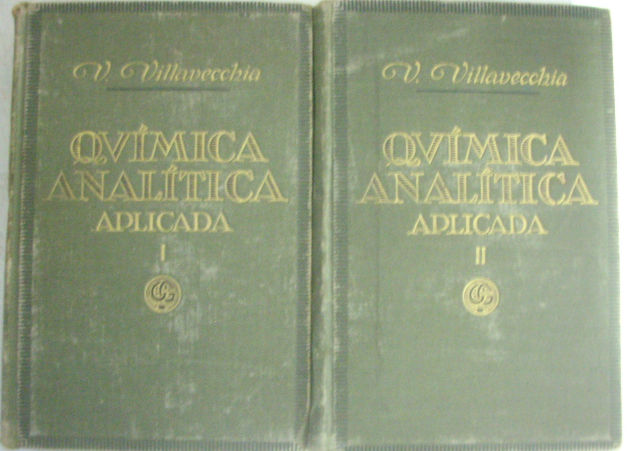 V. Villavecchia
QVÍMICA
ANALÍTICA
APLICADA
I
V. Villavecchia
QVÍMICA
ANALÍTICA
APLICADA
II